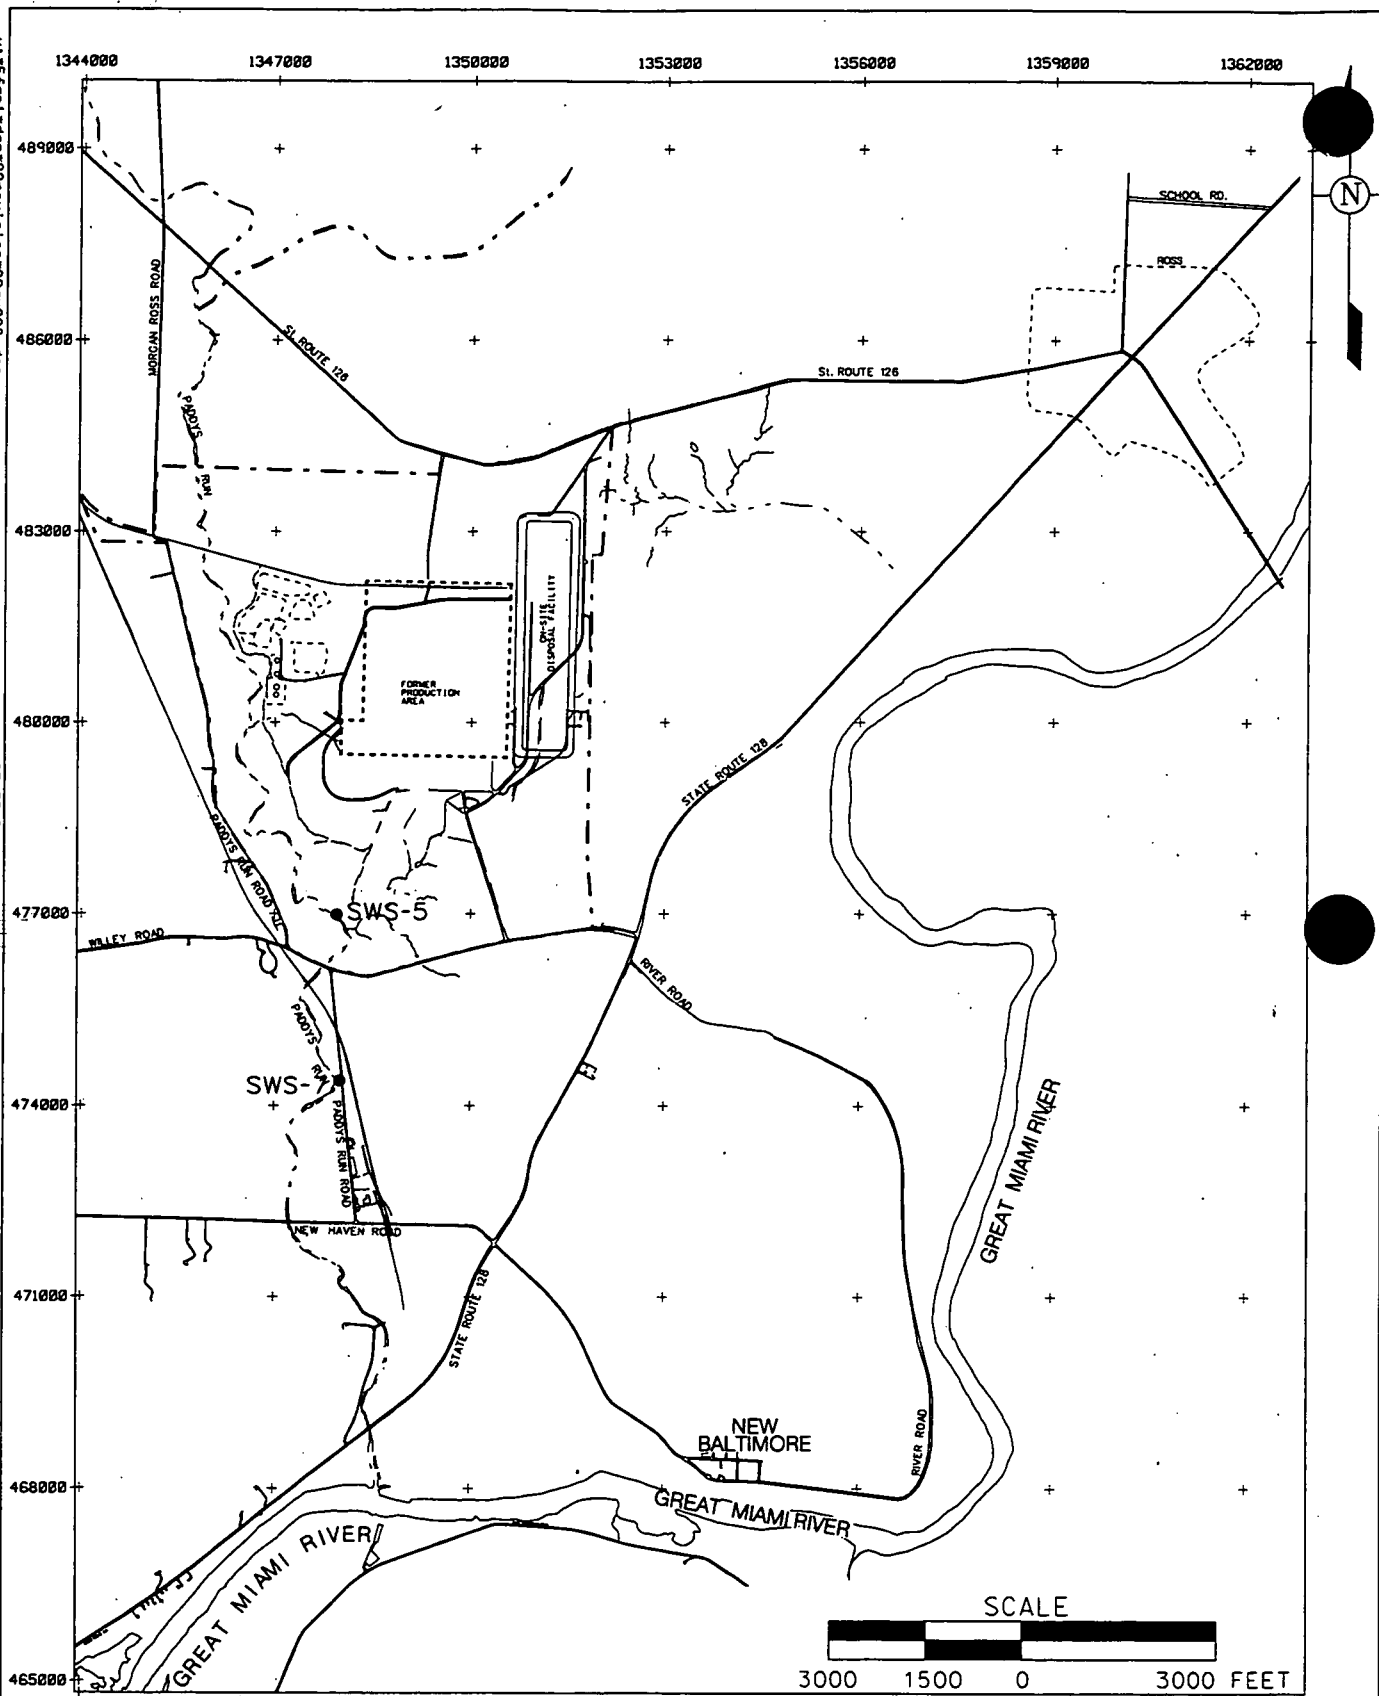 1344000 1347000 1350000 1353000 1356000 1359000 1362000
489000
N
SCHOOL RD.
ROSS
MORGAN ROSS ROAD
486000
St. ROUTE 126
St. ROUTE 126
PADDYS
RUN
483000
ON-SITE
DISPOSAL FACILITY
FORMER
PRODUCTION
AREA
480000
STATE ROUTE 128
PADDYS RUN ROAD
477000
SWS-5
WILLEY ROAD
RIVER ROAD
PADDYS
RUN
SWS-
474000
PADDYS RUN ROAD
GREAT MIAMI RIVER
NEW HAVEN ROAD
471000
STATE ROUTE 128
NEW
BALTIMORE
RIVER ROAD
468000
GREAT MIAMI RIVER
GREAT MIAMI RIVER
SCALE
465000
3000 1500 0 3000 FEET